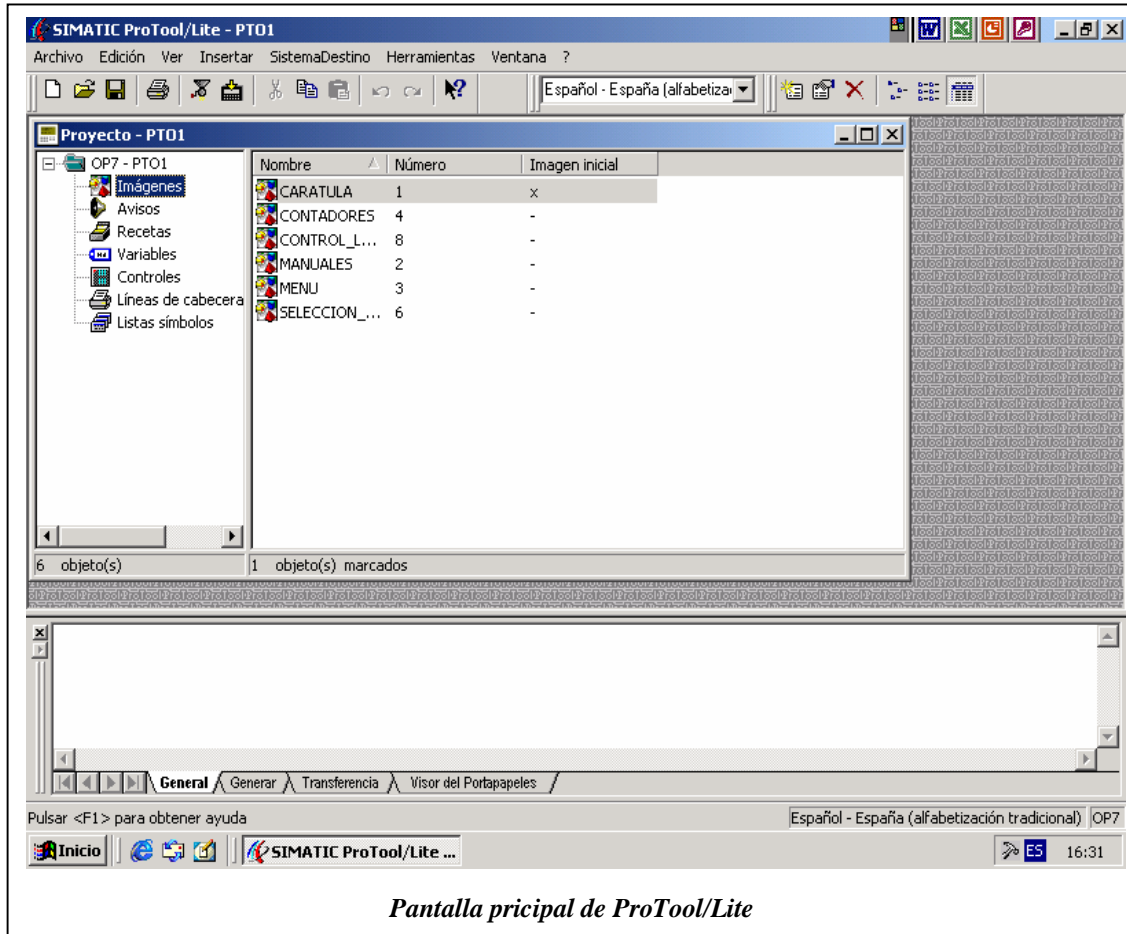 SIMATIC ProTool/Lite - PTO1
Archivo Edición Ver Insertar SistemaDestino Herramientas Ventana ?
Español - España (alfabetiza
Proyecto - PTO1
OP7 - PTO1
Imágenes
Avisos
Recetas
Variables
Controles
Líneas de cabecera
Listas símbolos
Nombre Número Imagen inicial
CARATULA 1 x
CONTADORES 4 -
CONTROL_L... 8 -
MANUALES 2 -
MENU 3 -
SELECCION_... 6 -
6 objeto(s) 1 objeto(s) marcados
General Generar Transferencia Visor del Portapapeles
Pulsar <F1> para obtener ayuda Español - España (alfabetización tradicional) OP7
Inicio SIMATIC ProTool/Lite ... ES 16:31
Pantalla pricipal de ProTool/Lite